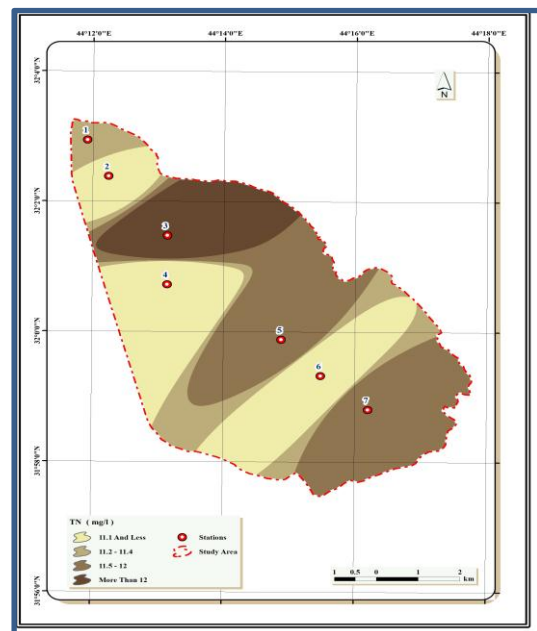 44°12'0"E 44°14'0"E 44°16'0"E 44°18'0"E
32°4'0"N
N
1
2
32°2'0"N
3
4
32°0'0"N
5
6
7
31°58'0"N
TN ( mg/l )
11.1 And Less
Stations
11.2 - 11.4
Study Area
11.5 - 12
More Than 12
1 0.5 0 1 2
km
31°56'0"N